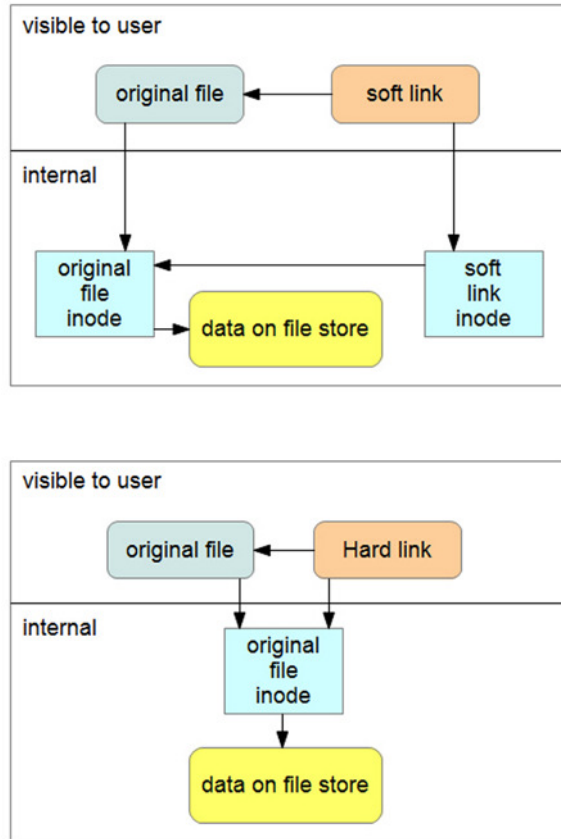 visible to user
original file
soft link
internal
original
file
inode
soft
link
inode
data on file store
visible to user
original file
Hard link
internal
original
file
inode
data on file store